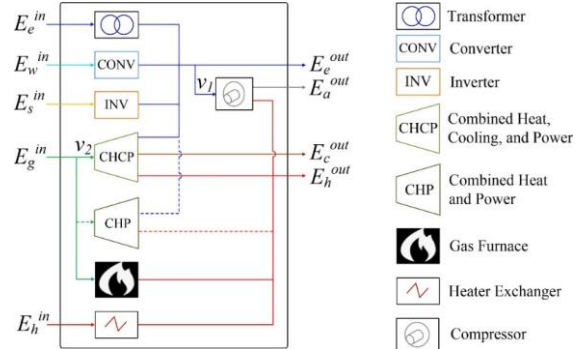 E_e^in
Transformer
E_e^out
E_w^in
CONV
v_1
E_a^out
CONV
Converter
E_s^in
INV
INV
Inverter
E_g^in
v_2
CHCP
E_c^out
E_h^out
CHCP
Combined Heat,
Cooling, and Power
CHP
CHP
Combined Heat
and Power
Gas Furnace
E_h^in
Heater Exchanger
Compressor